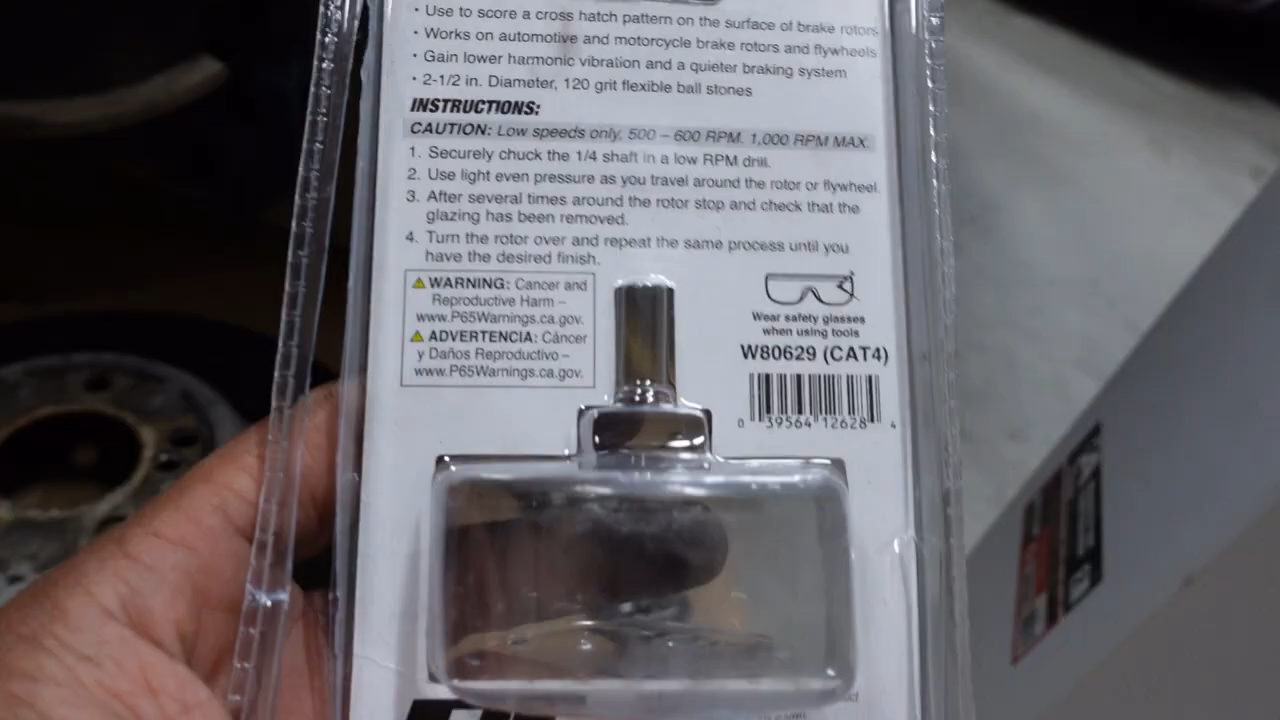 • Use to score a cross hatch pattern on the surface of brake rotors
• Works on automotive and motorcycle brake rotors and flywheels
• Gain lower harmonic vibration and a quieter braking system
• 2-1/2 in. Diameter, 120 grit flexible ball stones
INSTRUCTIONS:
CAUTION: Low speeds only, 500 – 600 RPM. 1,000 RPM MAX.
1. Securely chuck the 1/4 shaft in a low RPM drill.
2. Use light even pressure as you travel around the rotor or flywheel.
3. After several times around the rotor stop and check that the
glazing has been removed.
4. Turn the rotor over and repeat the same process until you
have the desired finish.
WARNING: Cancer and
Reproductive Harm –
www.P65Warnings.ca.gov.
ADVERTENCIA: Cáncer
y Daños Reproductivo –
www.P65Warnings.ca.gov.
Wear safety glasses
when using tools
W80629 (CAT4)
0 39564 12628 4